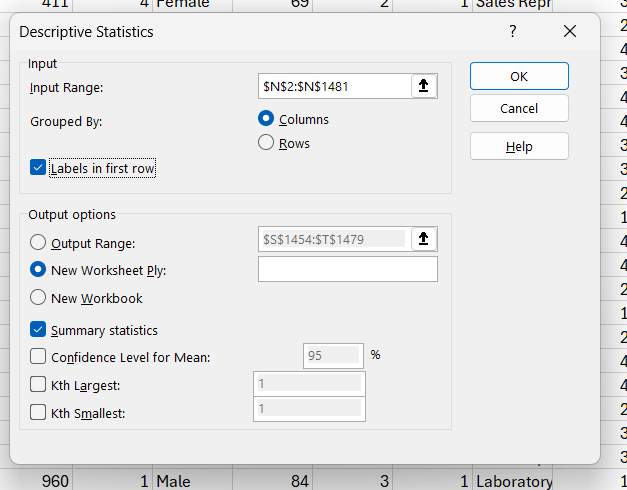 411 4 Female 69 2 1 Sales Repr
Descriptive Statistics ?
Input
Input Range: $N$2:$N$1481
OK
Grouped By: Columns
Cancel
Rows
Help
Labels in first row
Output options
Output Range: $S$1454:$T$1479
New Worksheet Ply:
New Workbook
Summary statistics
Confidence Level for Mean: 95 %
Kth Largest: 1
Kth Smallest: 1
960 1 Male 84 3 1 Laboratory